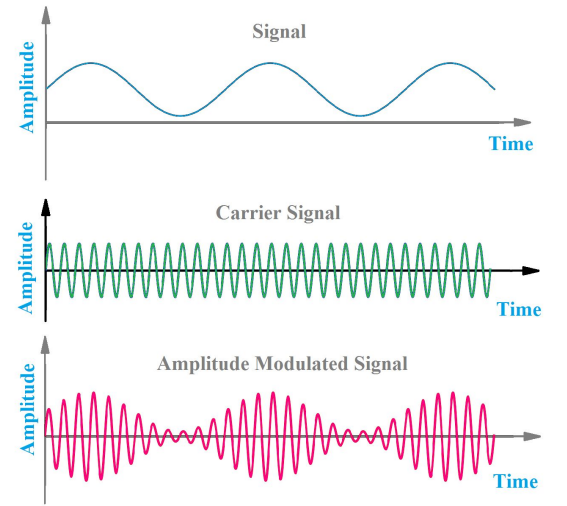 Signal
Amplitude
Time
Carrier Signal
Amplitude
Time
Amplitude Modulated Signal
Amplitude
Time